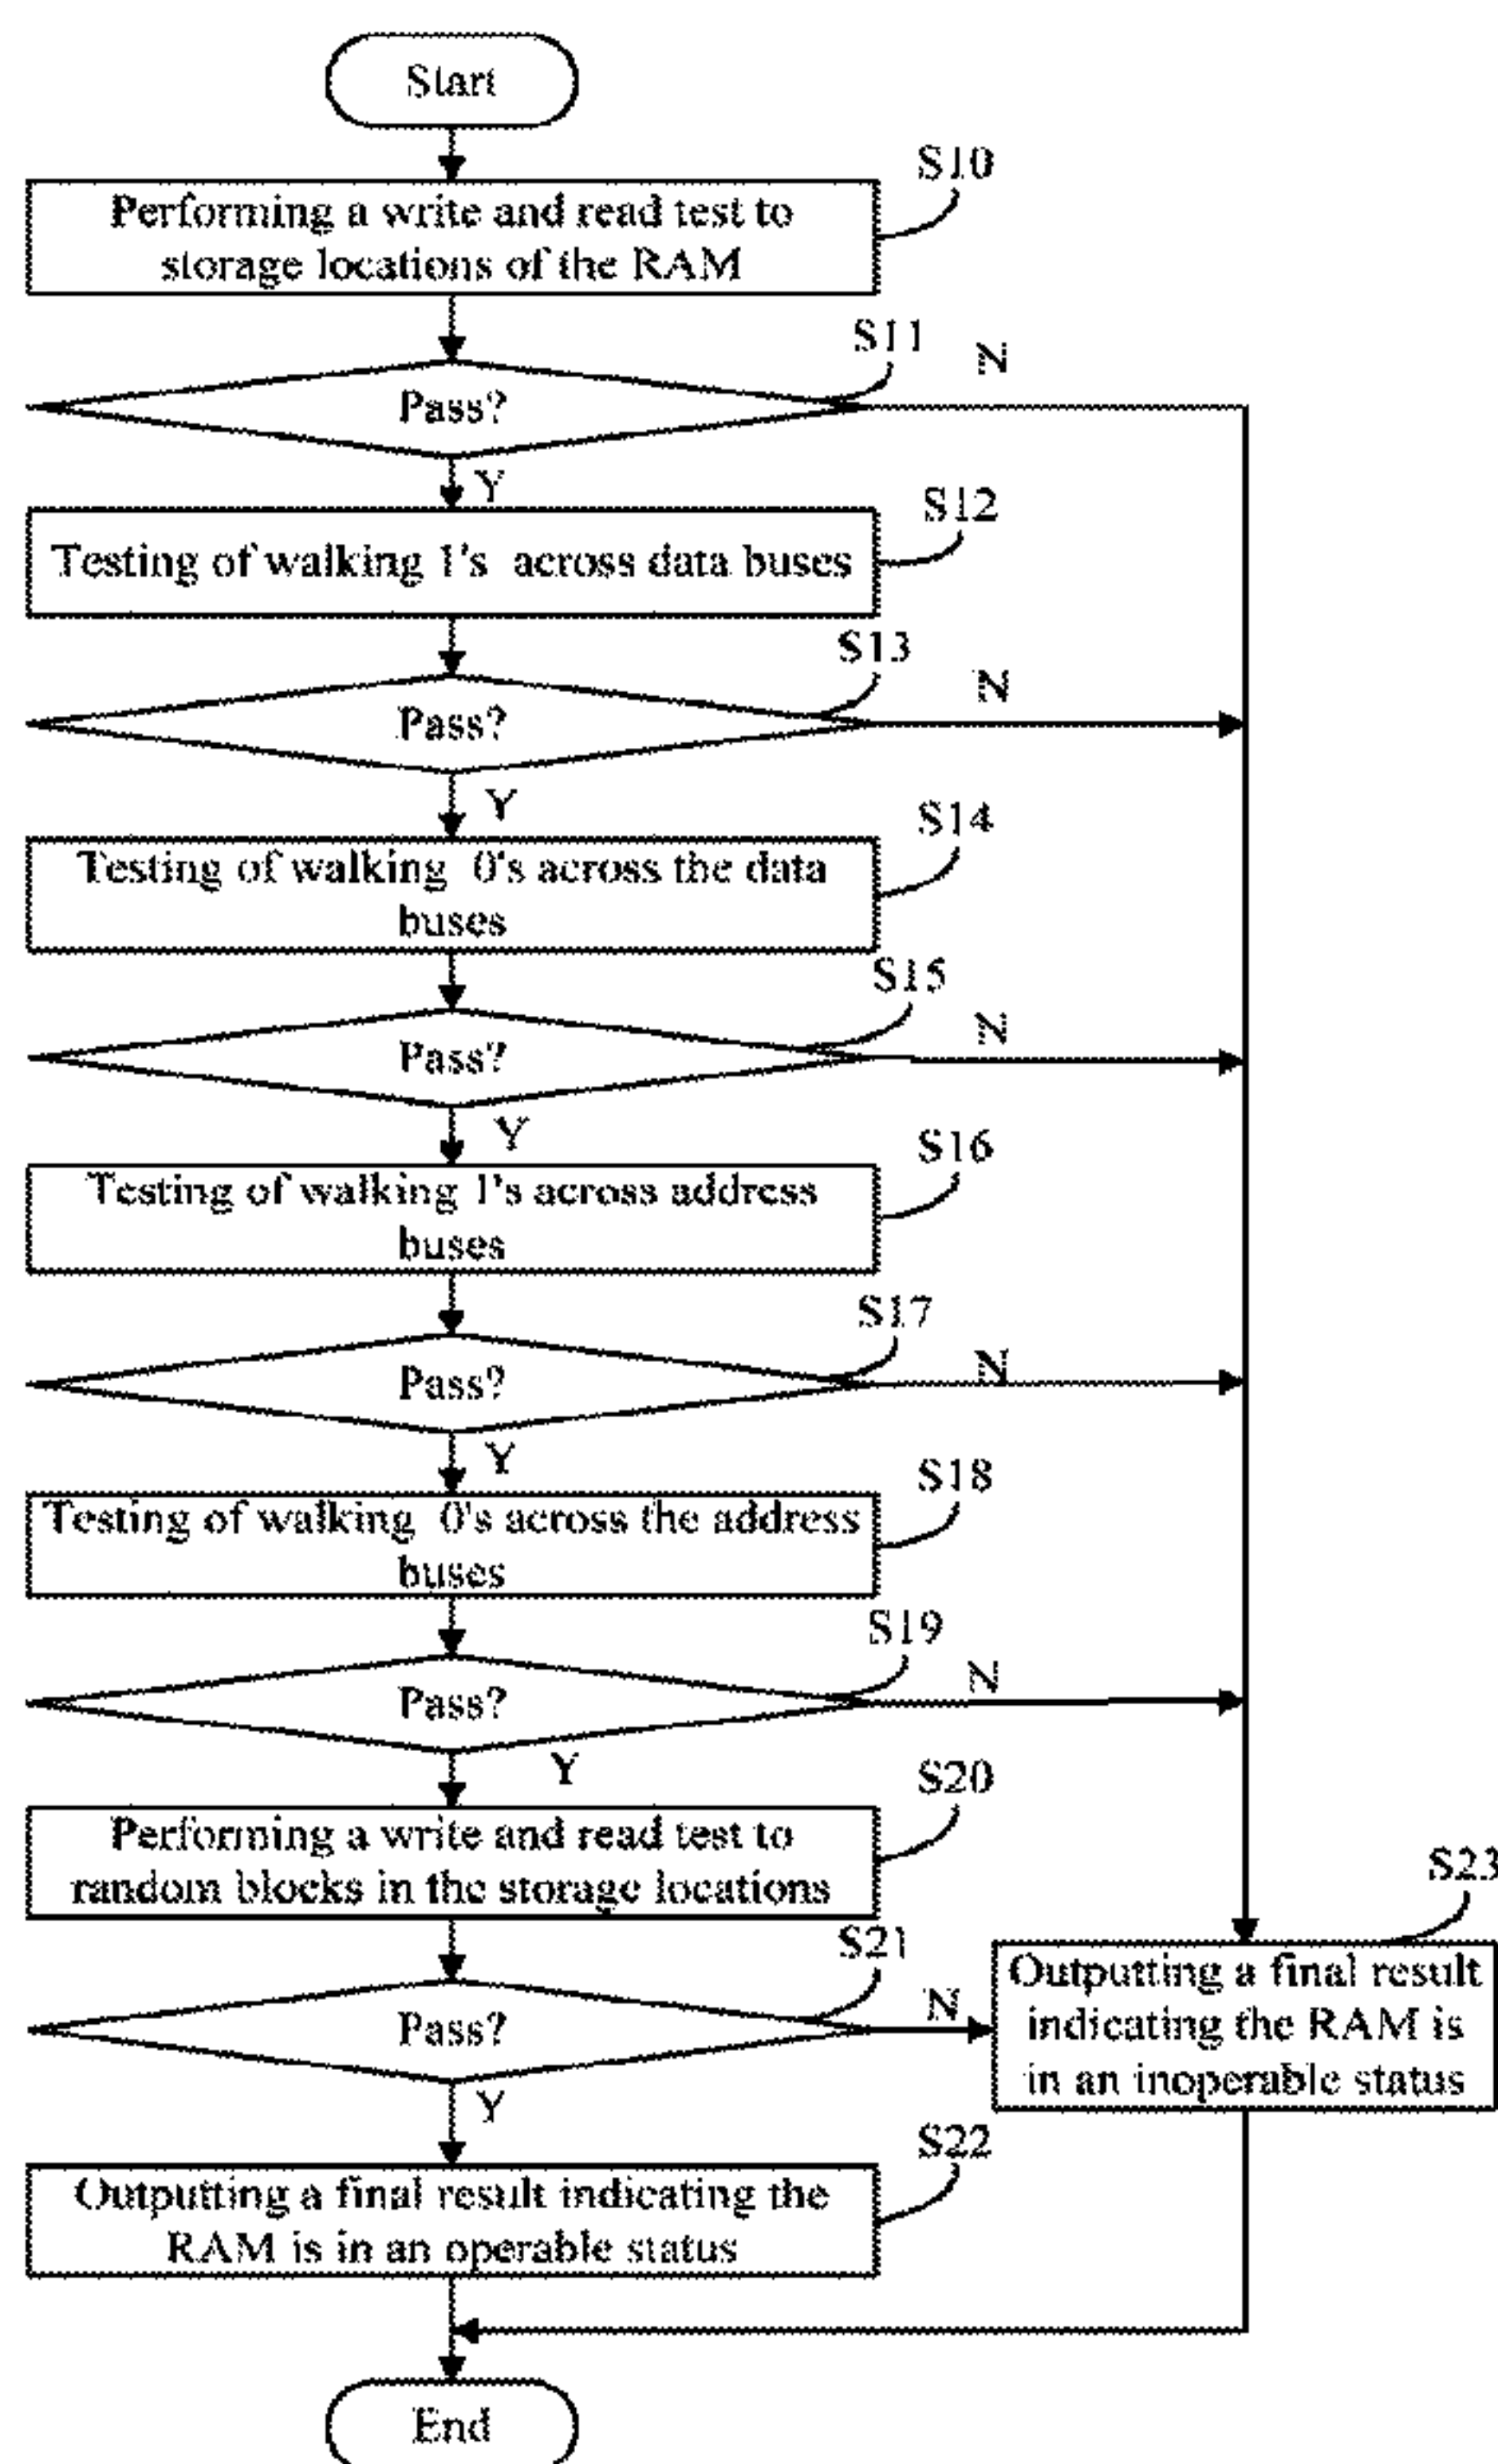 Start
S10
Performing a write and read test to
storage locations of the RAM
S11
N
Pass?
Y
S12
Testing of walking 1's across data buses
S13
N
Pass?
Y
S14
Testing of walking 0's across the data
buses
S15
N
Pass?
Y
S16
Testing of walking 1's across address
buses
S17
N
Pass?
Y
S18
Testing of walking 0's across the address
buses
S19
N
Pass?
Y
S20
Performing a write and read test to
random blocks in the storage locations
S21
N
Pass?
Y
S23
Outputting a final result
indicating the RAM is
in an inoperable status
S22
Outputting a final result indicating the
RAM is in an operable status
End